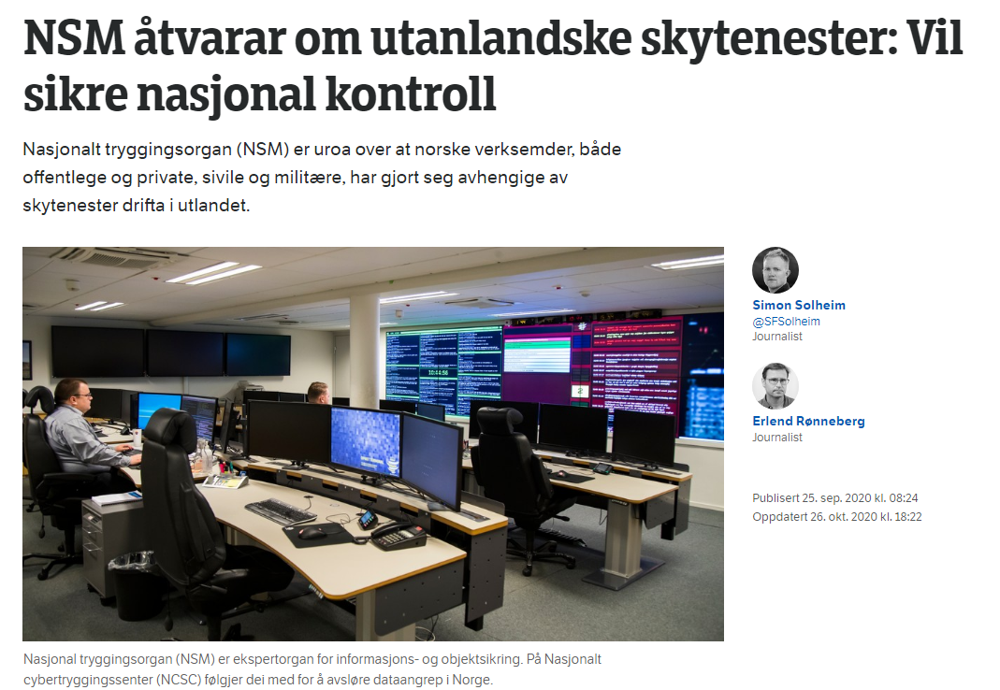 NSM åtvarar om utanlandske skytenester: Vil
sikre nasjonal kontroll
Nasjonalt tryggingsorgan (NSM) er uroa over at norske verksemder, både
offentlege og private, sivile og militære, har gjort seg avhengige av
skytenester drifta i utlandet.
10:44:56
Simon Solheim
@SFSolheim
Journalist
Erlend Rønneberg
Journalist
Publisert 25. sep. 2020 kl. 08:24
Oppdatert 26. okt. 2020 kl. 18:22
Nasjonal tryggingsorgan (NSM) er ekspertorgan for informasjons- og objektsikring. På Nasjonalt
cybertryggingssenter (NCSC) følgjer dei med for å avsløre dataangrep i Norge.